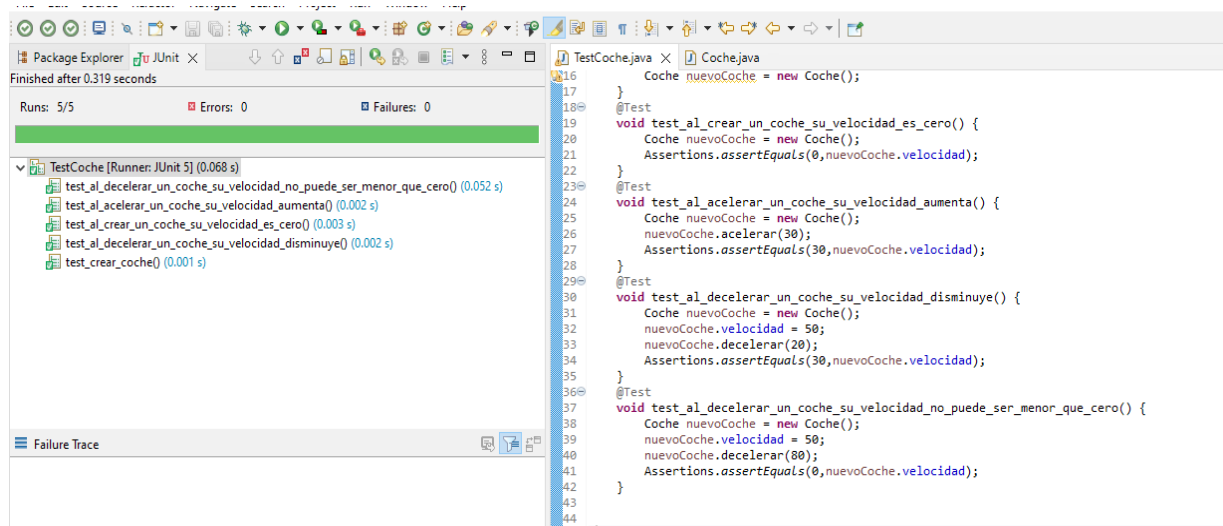 Package Explorer JUnit
Finished after 0.319 seconds
Runs: 5/5 Errors: 0 Failures: 0
TestCoche [Runner: JUnit 5] (0.068 s)
test_al_decelerar_un_coche_su_velocidad_no_puede_ser_menor_que_cero() (0.052 s)
test_al_acelerar_un_coche_su_velocidad_aumenta() (0.002 s)
test_al_crear_un_coche_su_velocidad_es_cero() (0.003 s)
test_al_decelerar_un_coche_su_velocidad_disminuye() (0.002 s)
test_crear_coche() (0.001 s)
Failure Trace
TestCoche.java Coche.java
16 Coche nuevoCoche = new Coche();
17 }
18 @Test
19 void test_al_crear_un_coche_su_velocidad_es_cero() {
20 Coche nuevoCoche = new Coche();
21 Assertions.assertEquals(0,nuevoCoche.velocidad);
22 }
23 @Test
24 void test_al_acelerar_un_coche_su_velocidad_aumenta() {
25 Coche nuevoCoche = new Coche();
26 nuevoCoche.acelerar(30);
27 Assertions.assertEquals(30,nuevoCoche.velocidad);
28 }
29 @Test
30 void test_al_decelerar_un_coche_su_velocidad_disminuye() {
31 Coche nuevoCoche = new Coche();
32 nuevoCoche.velocidad = 50;
33 nuevoCoche.decelerar(20);
34 Assertions.assertEquals(30,nuevoCoche.velocidad);
35 }
36 @Test
37 void test_al_decelerar_un_coche_su_velocidad_no_puede_ser_menor_que_cero() {
38 Coche nuevoCoche = new Coche();
39 nuevoCoche.velocidad = 50;
40 nuevoCoche.decelerar(80);
41 Assertions.assertEquals(0,nuevoCoche.velocidad);
42 }
43
44